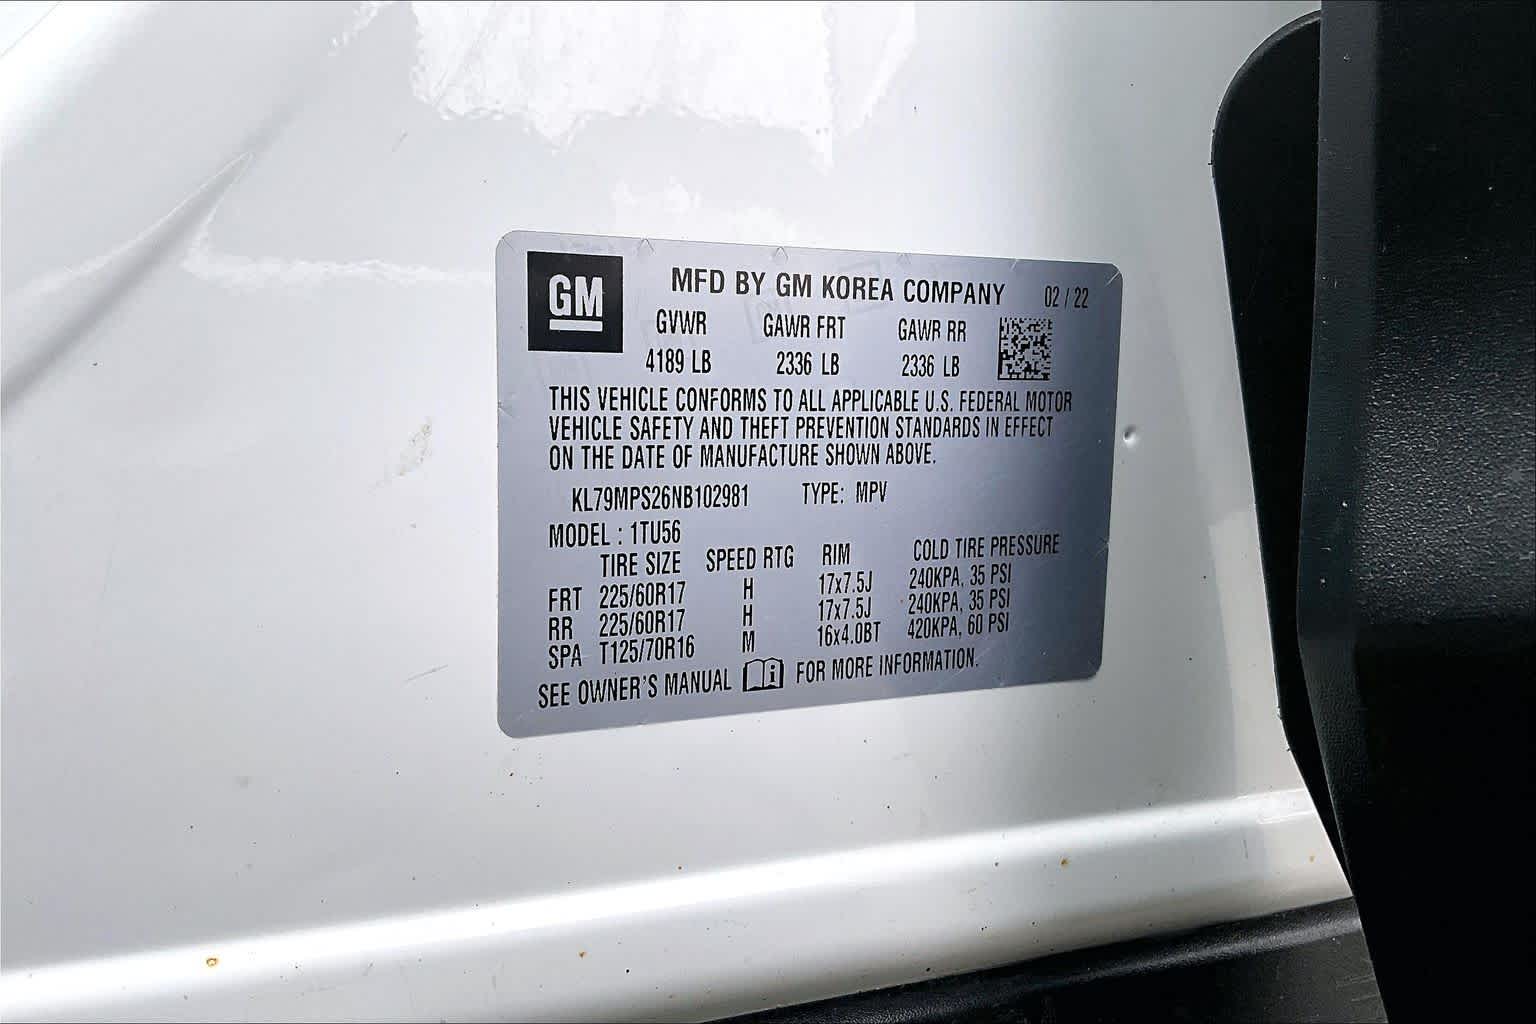 GM
MFD BY GM KOREA COMPANY 02 / 22
GVWR GAWR FRT GAWR RR
4189 LB 2336 LB 2336 LB
THIS VEHICLE CONFORMS TO ALL APPLICABLE U.S. FEDERAL MOTOR
VEHICLE SAFETY AND THEFT PREVENTION STANDARDS IN EFFECT
ON THE DATE OF MANUFACTURE SHOWN ABOVE.
KL79MPS26NB102981 TYPE: MPV
MODEL : 1TU56
TIRE SIZE SPEED RTG RIM COLD TIRE PRESSURE
FRT 225/60R17 H 17x7.5J 240KPA, 35 PSI
RR 225/60R17 H 17x7.5J 240KPA, 35 PSI
SPA T125/70R16 M 16x4.0BT 420KPA, 60 PSI
SEE OWNER'S MANUAL FOR MORE INFORMATION.